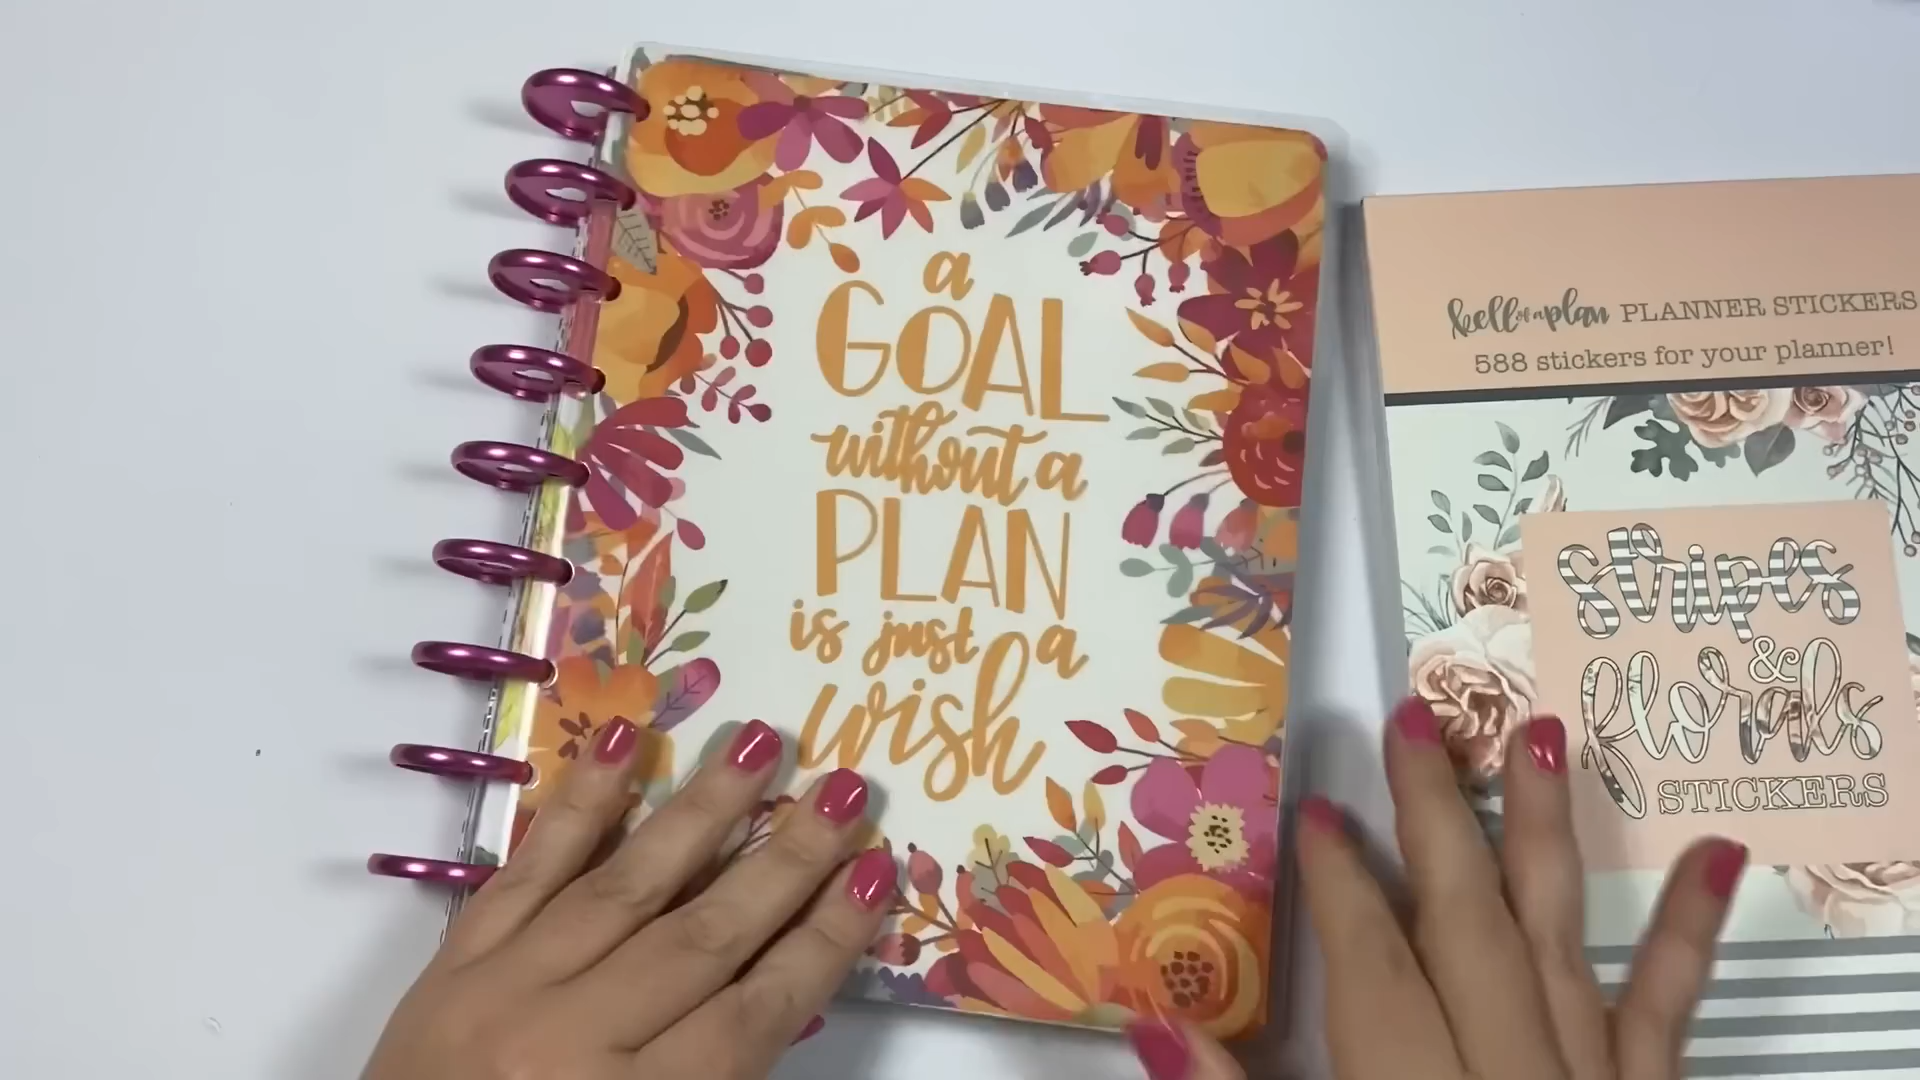 a
GOAL
without a
PLAN
is just a
wish
hell of a plan PLANNER STICKERS
588 stickers for your planner!
stripes
&
florals
STICKERS